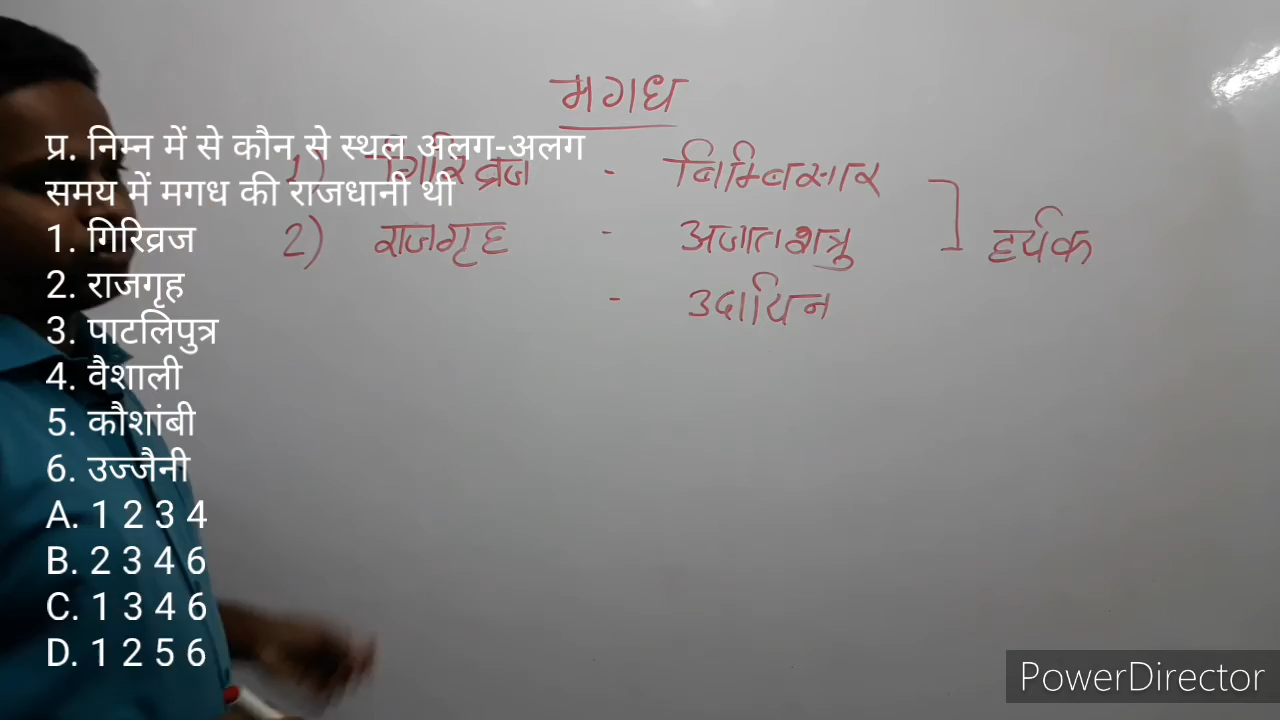 मगध
प्र. निम्न में से कौन से स्थल अलग-अलग
समय में मगध की राजधानी थी
1. गिरिव्रज
2. राजगृह
3. पाटलिपुत्र
4. वैशाली
5. कौशांबी
6. उज्जैनी
A. 1 2 3 4
B. 2 3 4 6
C. 1 3 4 6
D. 1 2 5 6
1) गिरिव्रज - बिम्बिसार
2) राजगृह - अजातशत्रु
- उदायिन
हर्यक
PowerDirector